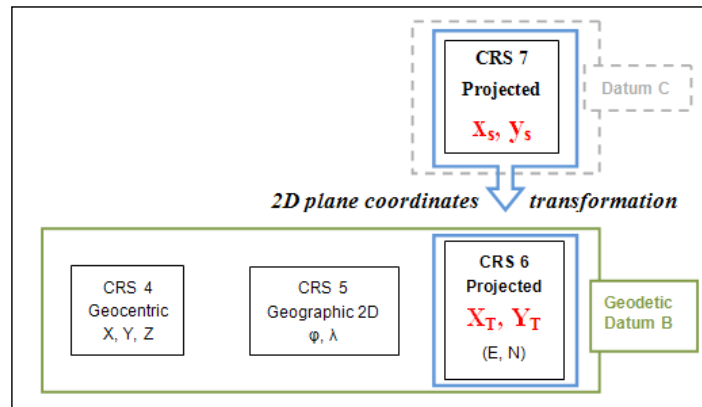 CRS 7
Projected
Datum C
xs, ys
2D plane coordinates transformation
CRS 6
CRS 4
CRS 5
Projected
Geocentric
Geographic 2D
Geodetic
Datum B
X, Y, Z
φ, λ
XT, YT
(E, N)